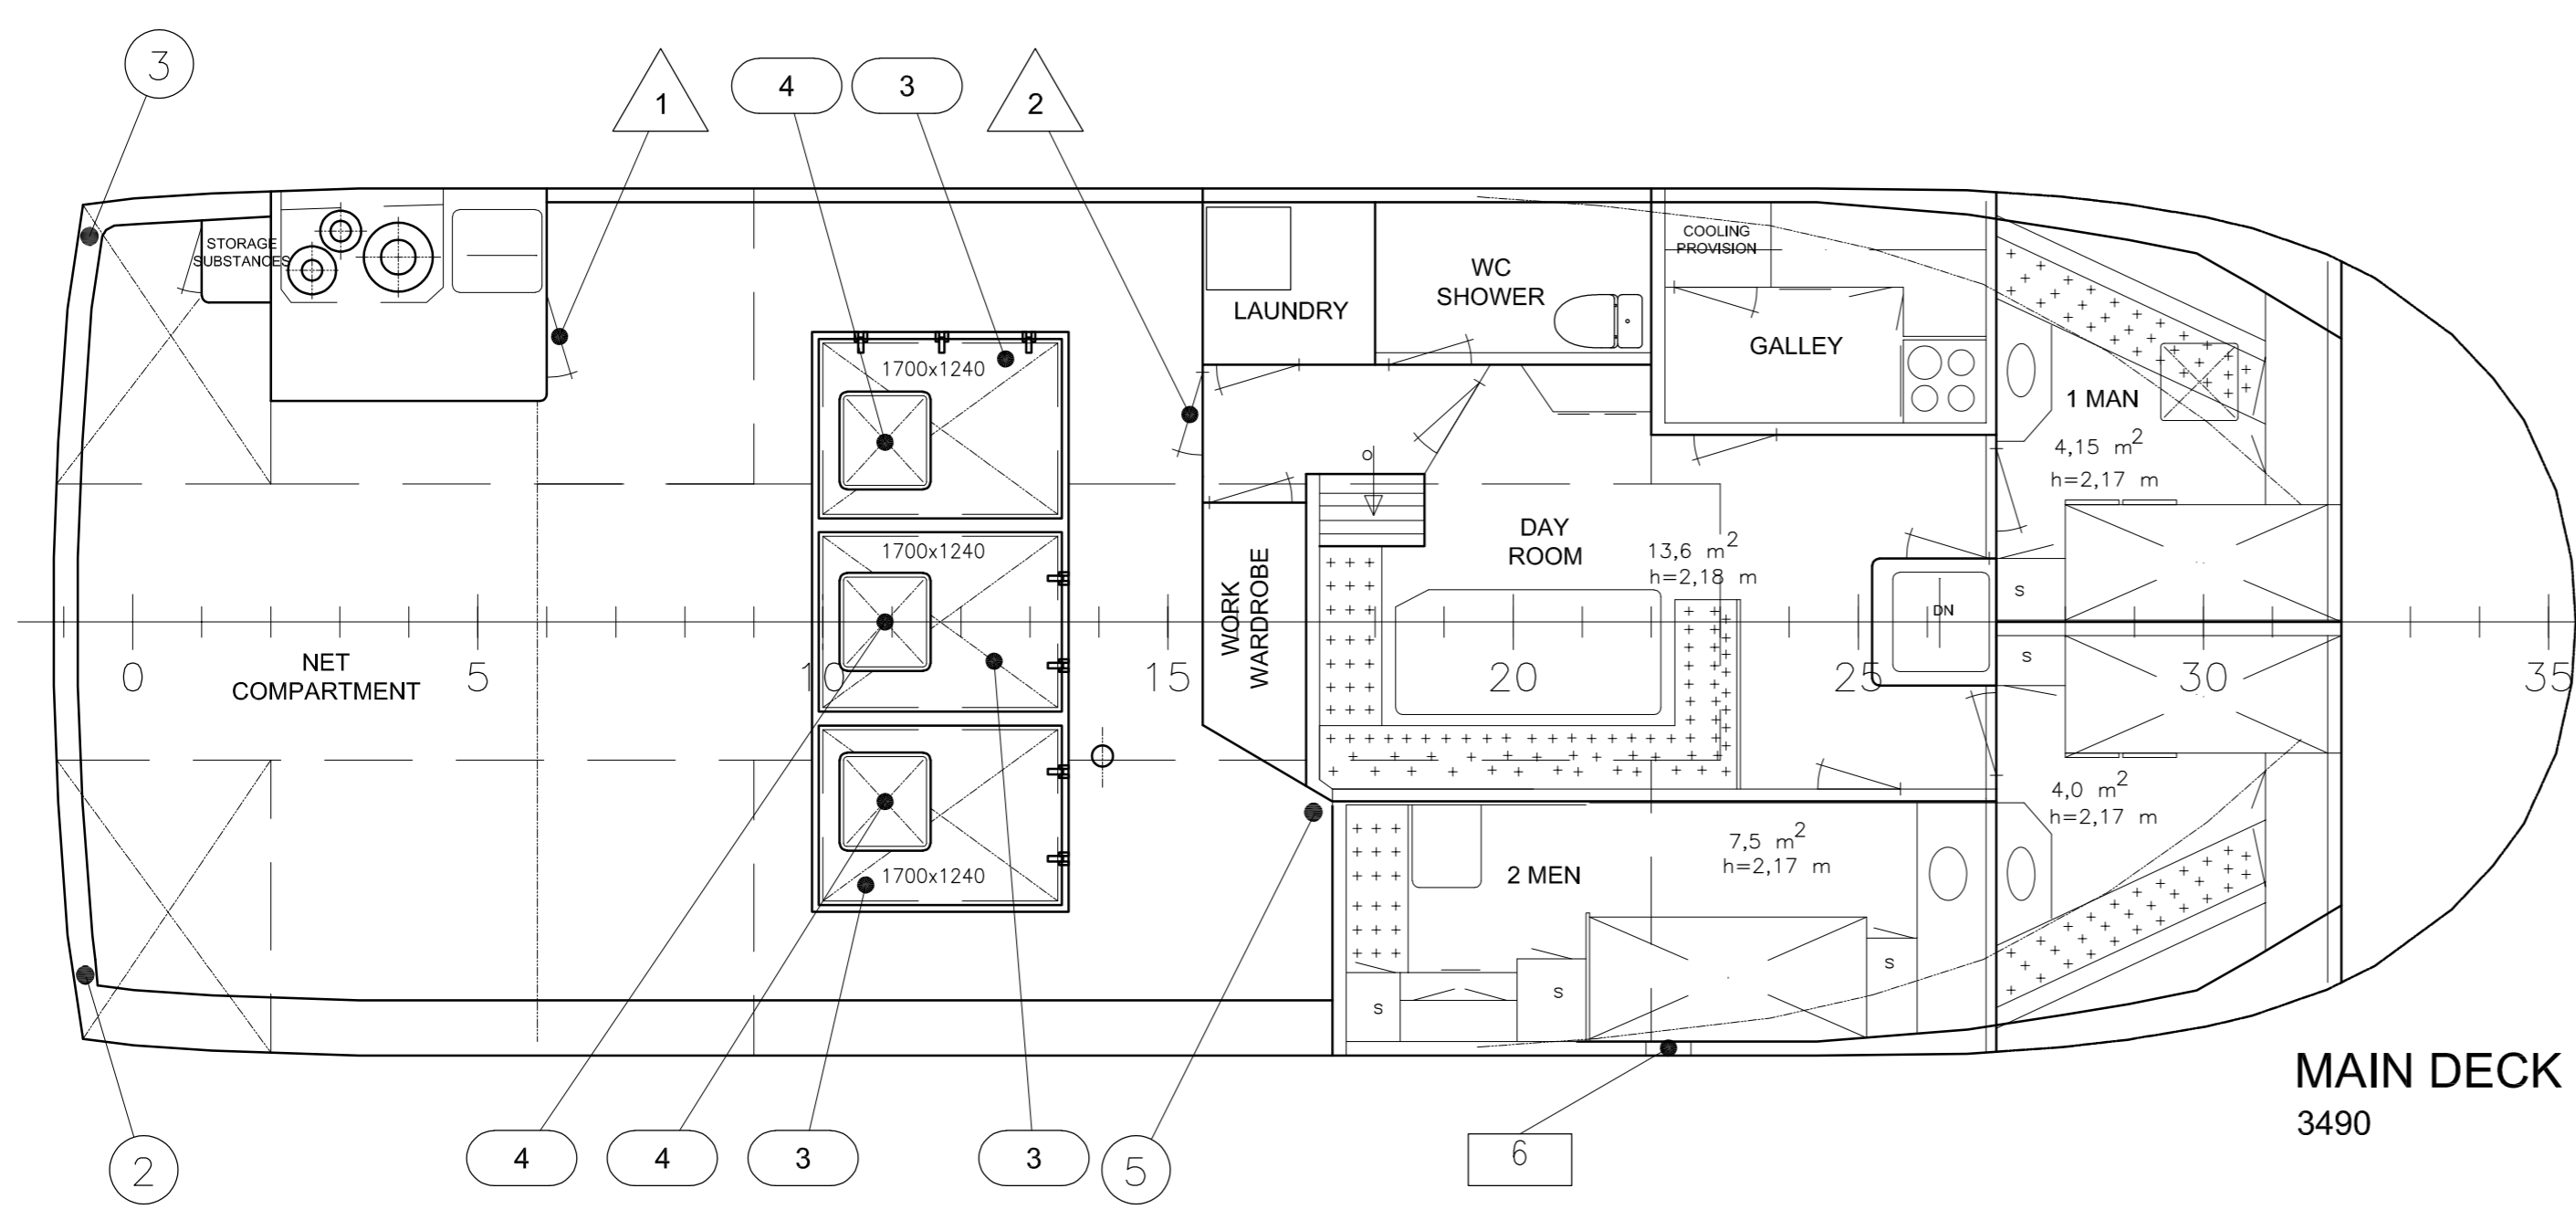 3
1
4
3
2
STORAGE
SUBSTANCES
1700x1240
LAUNDRY
WC
SHOWER
COOLING
PROVISION
GALLEY
1 MAN
4,15 m2
h=2,17 m
o
1700x1240
DAY
ROOM
13,6 m2
h=2,18 m
WORK
WARDROBE
DN
S
S
NET
COMPARTMENT
0
5
10
15
20
25
30
35
4,0 m2
h=2,17 m
7,5 m2
h=2,17 m
1700x1240
2 MEN
S
S
S
MAIN DECK
3490
2
4
4
3
3
5
6